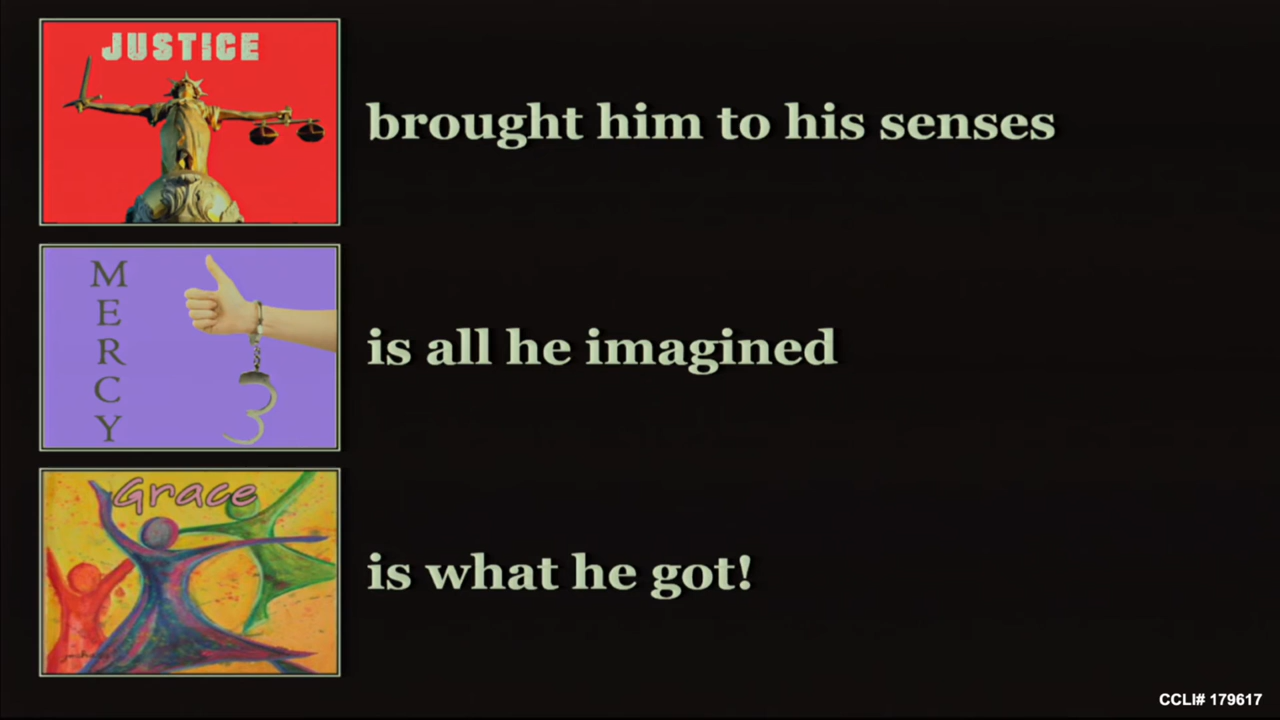 JUSTICE
brought him to his senses
MERCY
is all he imagined
Grace
is what he got!
CCLI# 179617